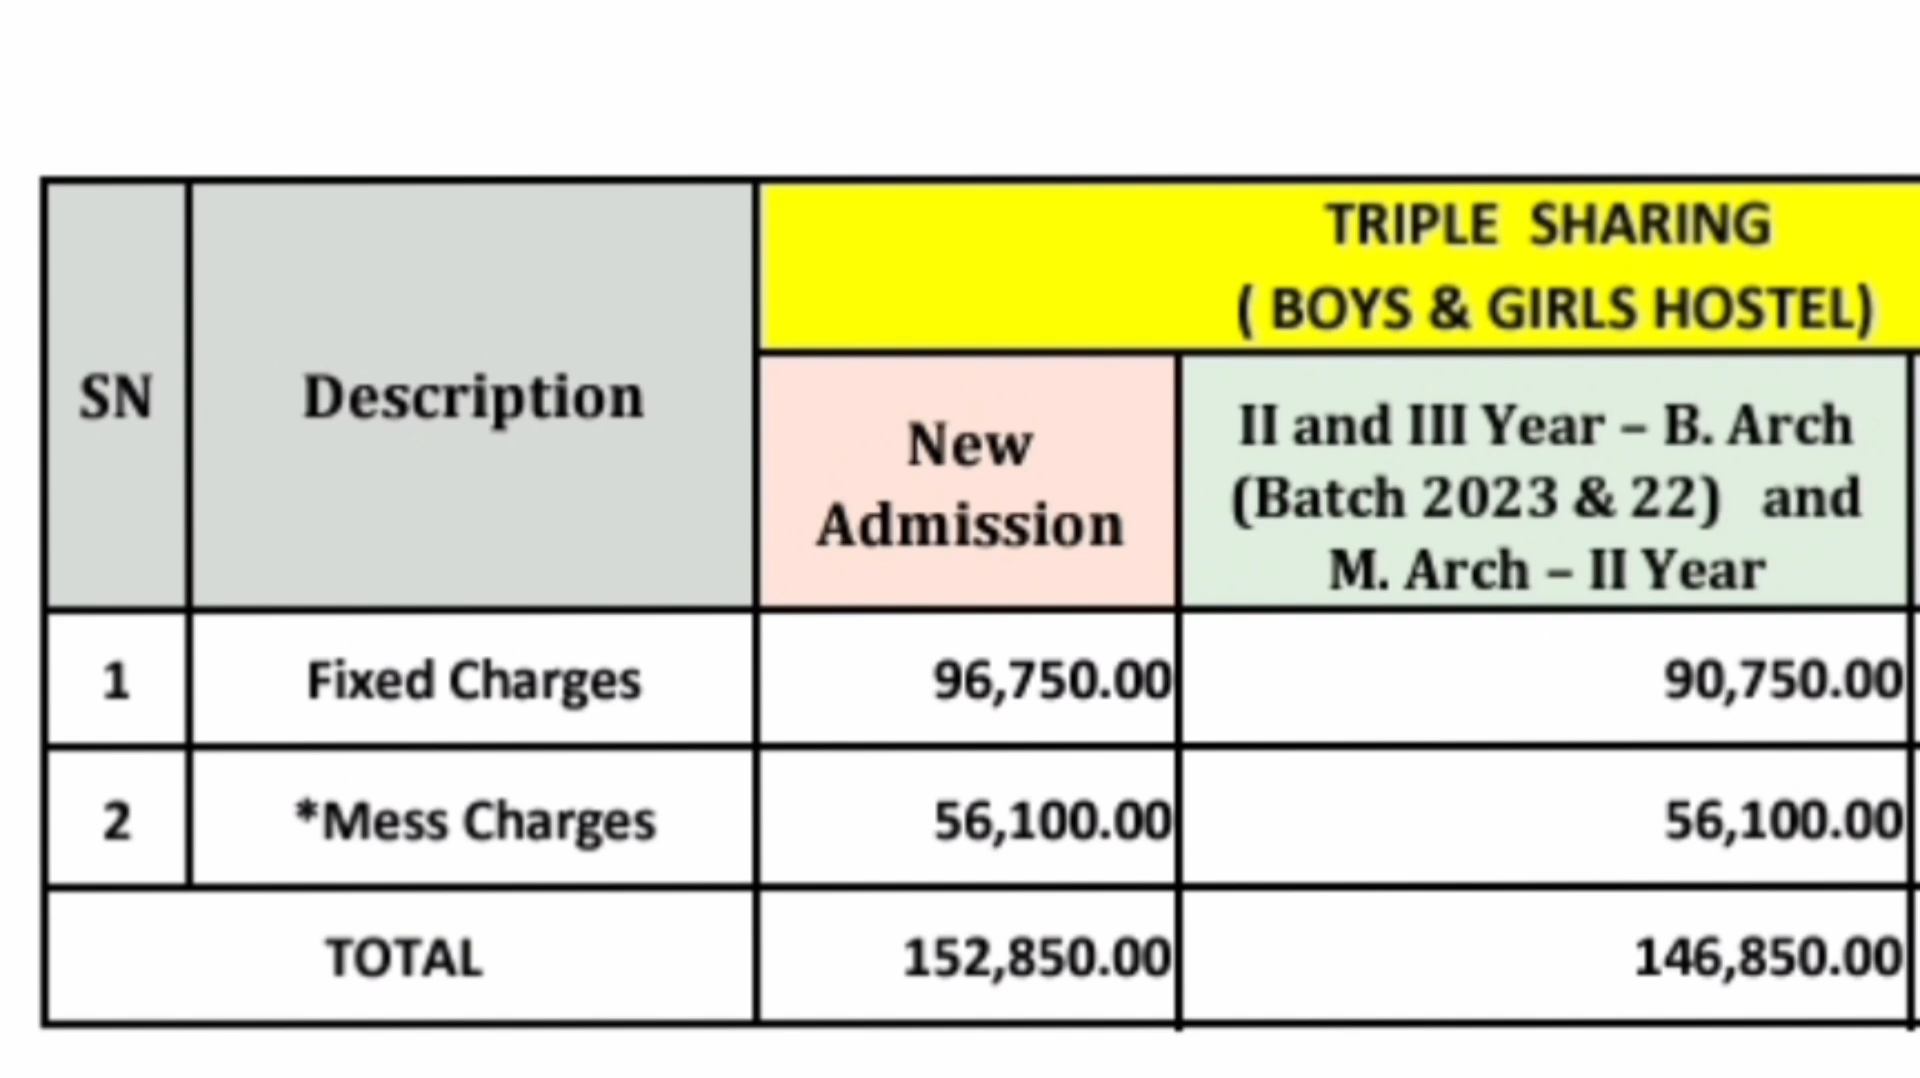 SN
Description
TRIPLE SHARING
( BOYS & GIRLS HOSTEL)
New
Admission
II and III Year – B. Arch
(Batch 2023 & 22) and
M. Arch – II Year
1 Fixed Charges 96,750.00 90,750.00
2 *Mess Charges 56,100.00 56,100.00
TOTAL 152,850.00 146,850.00